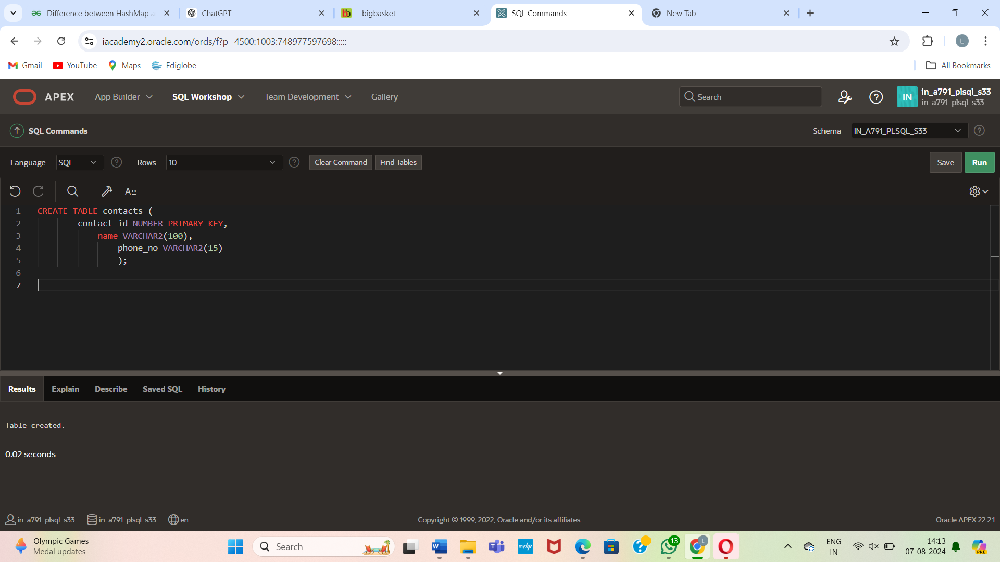 Difference between HashMap a
ChatGPT
- bigbasket
SQL Commands
New Tab
iacademy2.oracle.com/ords/f?p=4500:1003:748977597698:::::
L
Gmail
YouTube
Maps
Ediglobe
All Bookmarks
APEX
App Builder
SQL Workshop
Team Development
Gallery
Search
IN
in_a791_plsql_s33
in_a791_plsql_s33
SQL Commands
Schema
IN_A791_PLSQL_S33
Language
SQL
Rows
10
Clear Command
Find Tables
Save
Run
A::
1 CREATE TABLE contacts (
2 contact_id NUMBER PRIMARY KEY,
3 name VARCHAR2(100),
4 phone_no VARCHAR2(15)
5 );
6
7
Results
Explain
Describe
Saved SQL
History
Table created.
0.02 seconds
in_a791_plsql_s33
in_a791_plsql_s33
en
Copyright © 1999, 2022, Oracle and/or its affiliates.
Oracle APEX 22.2.1
Olympic Games
Medal updates
Search
W
myhp
13
L
ENG
IN
14:13
07-08-2024
PRE